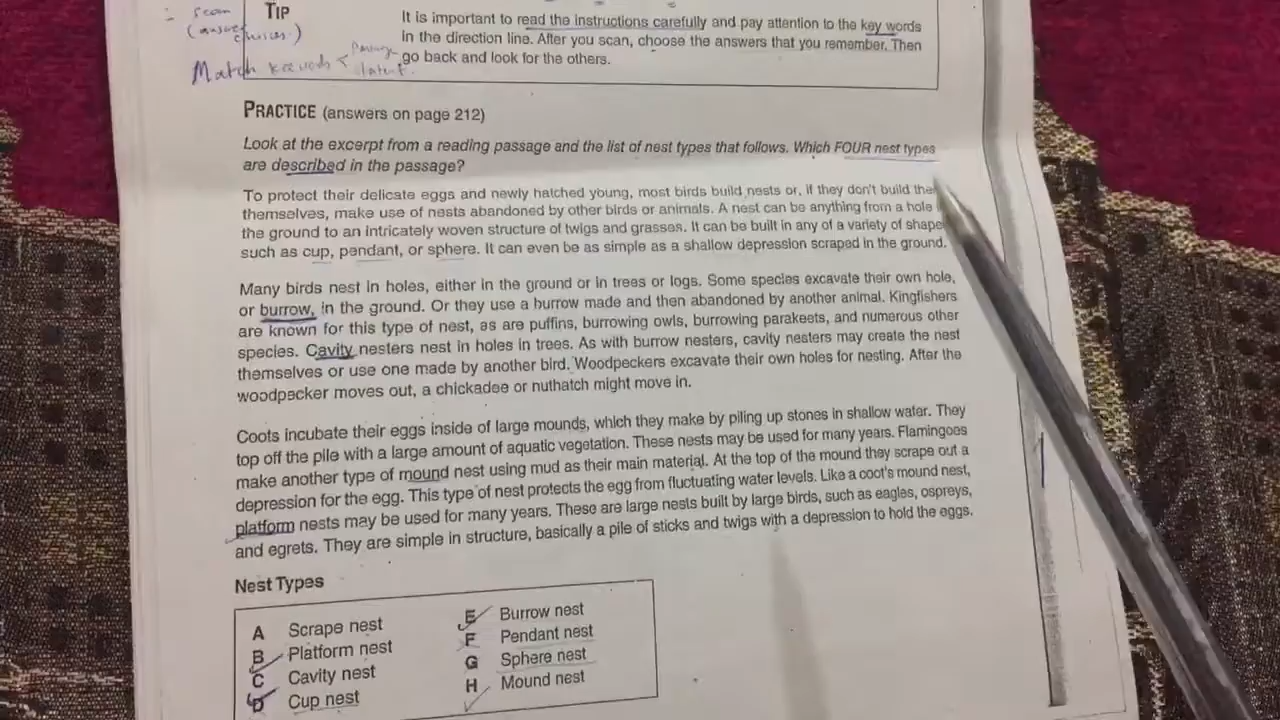 = scan
(answer
choices)
Match keywords <
Passage
TIP
It is important to read the instructions carefully and pay attention to the key words
in the direction line. After you scan, choose the answers that you remember. Then
go back and look for the others.
PRACTICE (answers on page 212)
Look at the excerpt from a reading passage and the list of nest types that follows. Which FOUR nest types
are described in the passage?
To protect their delicate eggs and newly hatched young, most birds build nests or, if they don't build
themselves, make use of nests abandoned by other birds or animals. A nest can be anything from a hole
the ground to an intricately woven structure of twigs and grasses. It can be built in any of a variety of shape
such as cup, pendant, or sphere. It can even be as simple as a shallow depression scraped in the ground.
Many birds nest in holes, either in the ground or in trees or logs. Some species excavate their own hole,
or burrow, in the ground. Or they use a burrow made and then abandoned by another animal. Kingfishers
are known for this type of nest, as are puffins, burrowing owls, burrowing parakeets, and numerous other
species. Cavity nesters nest in holes in trees. As with burrow nesters, cavity nesters may create the nest
themselves or use one made by another bird. Woodpeckers excavate their own holes for nesting. After the
woodpecker moves out, a chickadee or nuthatch might move in.
Coots incubate their eggs inside of large mounds, which they make by piling up stones in shallow water. They
top off the pile with a large amount of aquatic vegetation. These nests may be used for many years. Flamingoes
make another type of mound nest using mud as their main material. At the top of the mound they scrape out a
depression for the egg. This type of nest protects the egg from fluctuating water levels. Like a coot's mound nest,
platform nests may be used for many years. These are large nests built by large birds, such as eagles, ospreys,
and egrets. They are simple in structure, basically a pile of sticks and twigs with a depression to hold the eggs.
Nest Types
A Scrape nest
B Platform nest
C Cavity nest
D Cup nest
E Burrow nest
F Pendant nest
G Sphere nest
H Mound nest